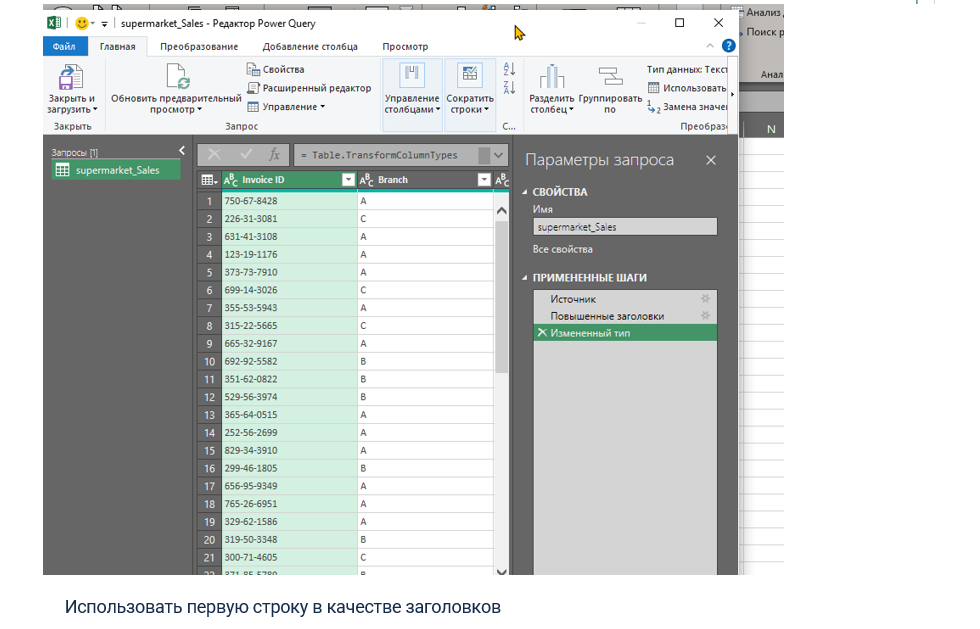 supermarket_Sales - Редактор Power Query
Анализ
Поиск р
Анал
N
Файл
Главная
Преобразование
Добавление столбца
Просмотр
Закрыть и
загрузить
Закрыть
Обновить предварительный
просмотр
Свойства
Расширенный редактор
Управление
Запрос
Управление
столбцами
Сократить
строки
С...
Разделить
столбец
Группировать
по
Тип данных: Текст
Использовать
Замена значе
Преобраз
Запросы [1]
supermarket_Sales
fx = Table.TransformColumnTypes
Invoice ID Branch
1 750-67-8428 A
2 226-31-3081 C
3 631-41-3108 A
4 123-19-1176 A
5 373-73-7910 A
6 699-14-3026 C
7 355-53-5943 A
8 315-22-5665 C
9 665-32-9167 A
10 692-92-5582 B
11 351-62-0822 B
12 529-56-3974 B
13 365-64-0515 A
14 252-56-2699 A
15 829-34-3910 A
16 299-46-1805 B
17 656-95-9349 A
18 765-26-6951 A
19 329-62-1586 A
20 319-50-3348 B
21 300-71-4605 C
22 371-85-5789 B
Параметры запроса
СВОЙСТВА
Имя
supermarket_Sales
Все свойства
ПРИМЕНЕННЫЕ ШАГИ
Источник
Повышенные заголовки
Измененный тип
Использовать первую строку в качестве заголовков